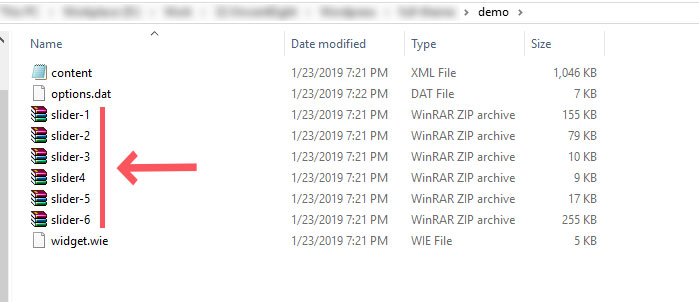 demo
Name Date modified Type Size
content 1/23/2019 7:21 PM XML File 1,046 KB
options.dat 1/23/2019 7:22 PM DAT File 7 KB
slider-1 1/23/2019 7:21 PM WinRAR ZIP archive 155 KB
slider-2 1/23/2019 7:21 PM WinRAR ZIP archive 79 KB
slider-3 1/23/2019 7:21 PM WinRAR ZIP archive 10 KB
slider4 1/23/2019 7:21 PM WinRAR ZIP archive 9 KB
slider-5 1/23/2019 7:21 PM WinRAR ZIP archive 17 KB
slider-6 1/23/2019 7:21 PM WinRAR ZIP archive 255 KB
widget.wie 1/23/2019 7:21 PM WIE File 5 KB